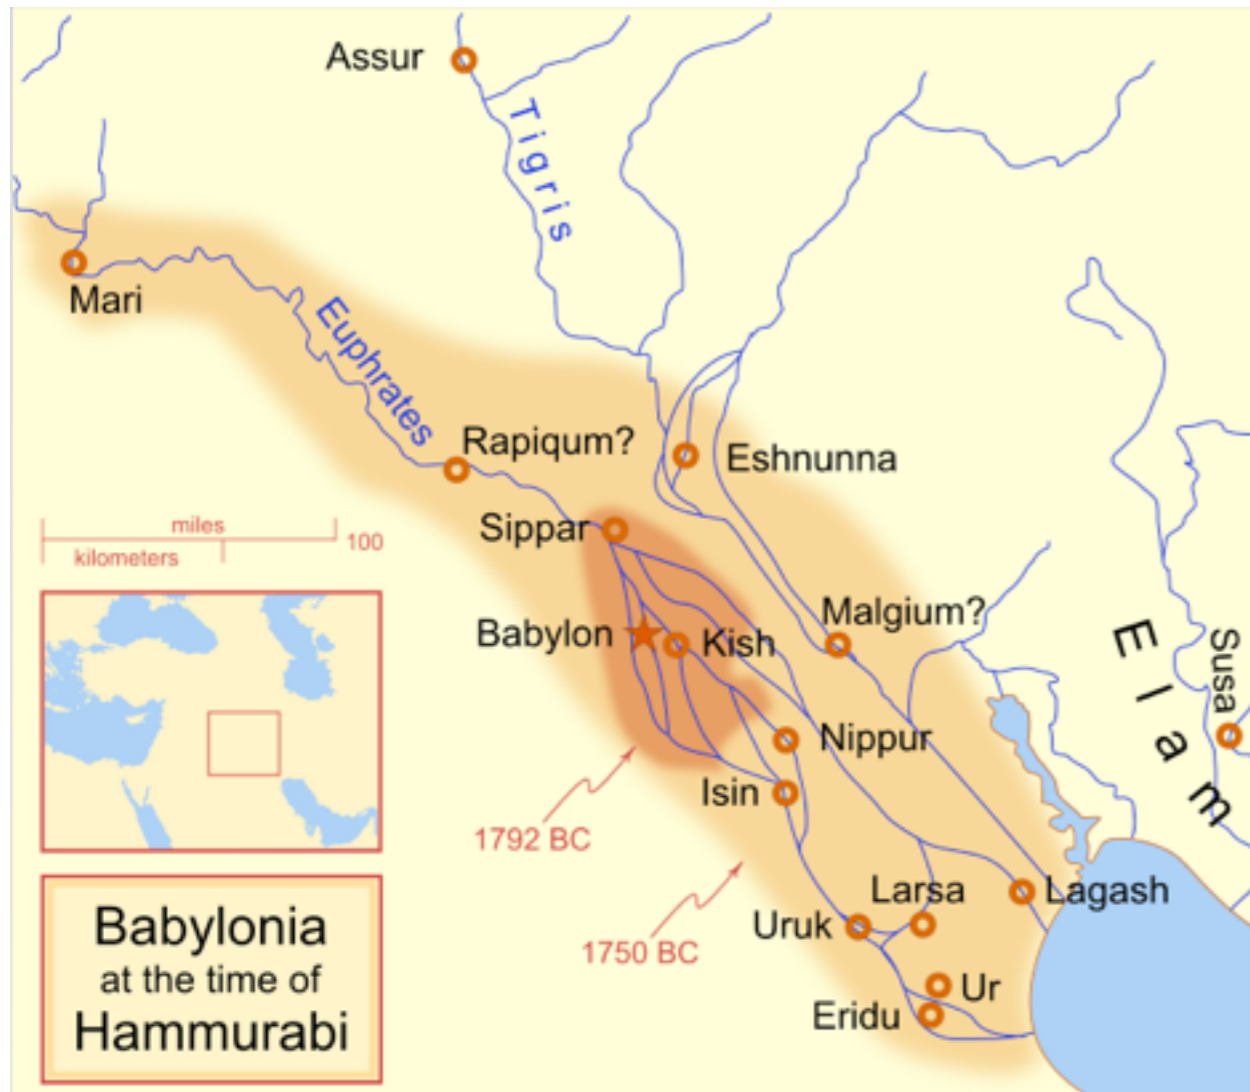 Assur
Tigris
Mari
Euphrates
Rapiqum?
Eshnunna
Sippar
miles
kilometers
100
Babylon
Kish
Malgium?
Elam
Susa
Nippur
Isin
1792 BC
Larsa
Lagash
Uruk
1750 BC
Ur
Eridu
Babylonia
at the time of
Hammurabi